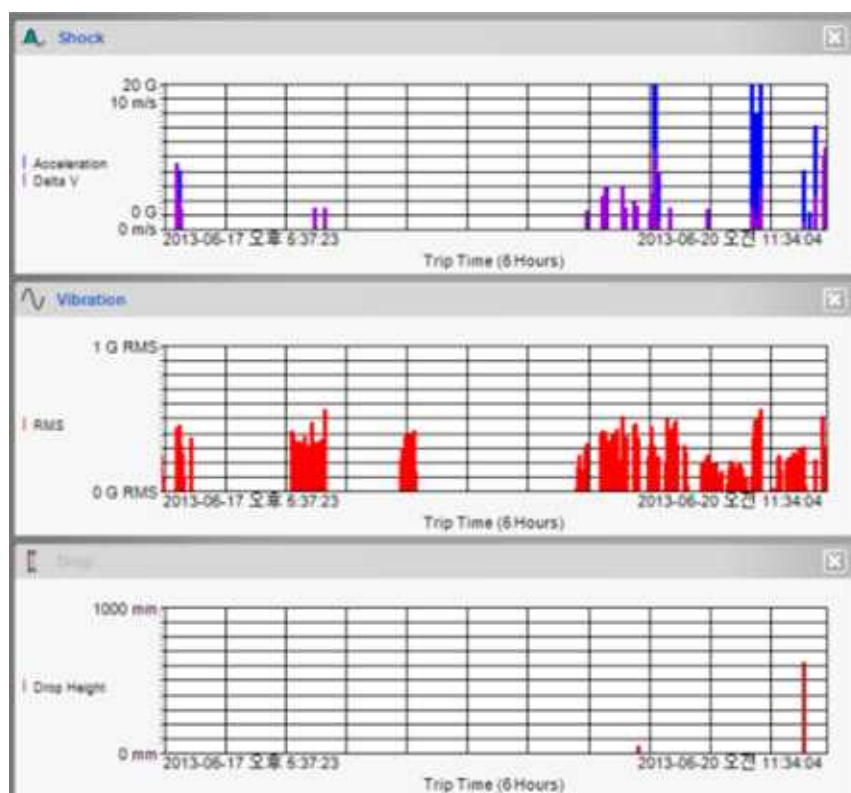 Shock
20 G
10 m/s
Acceleration
Delta V
0 G
0 m/s
2013-06-17 오후 5:37:23
2013-06-20 오전 11:34:04
Trip Time (6 Hours)
Vibration
1 G RMS
RMS
0 G RMS
2013-06-17 오후 5:37:23
2013-06-20 오전 11:34:04
Trip Time (6 Hours)
Drop
1000 mm
Drop Height
0 mm
2013-06-17 오후 5:37:23
2013-06-20 오전 11:34:04
Trip Time (6 Hours)